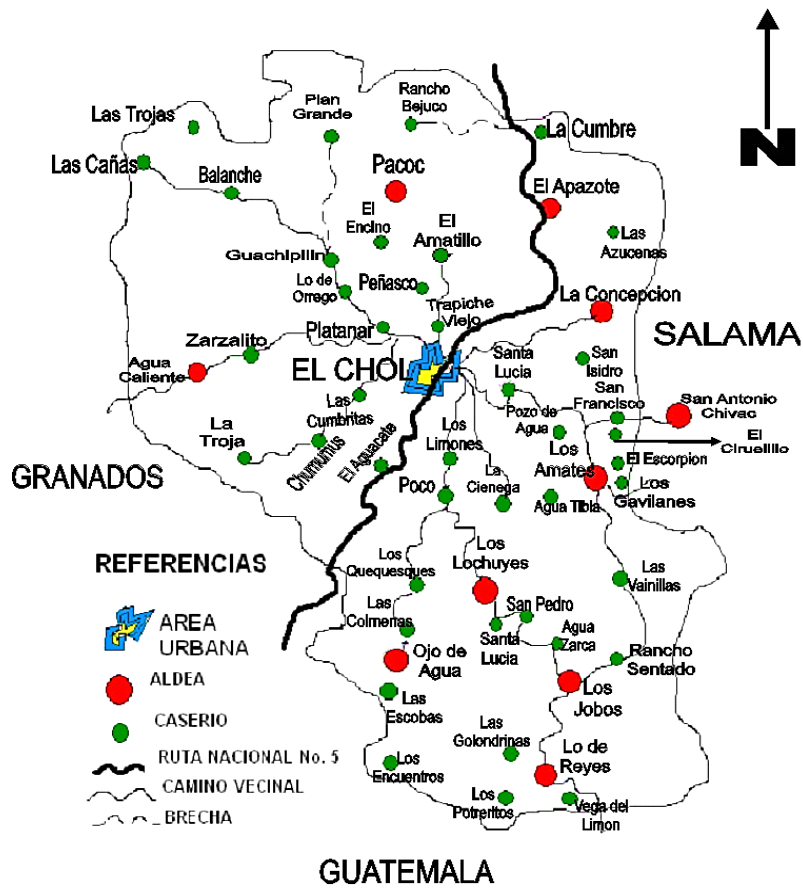 Rancho
Bejuco
Plan
Grande
Las Trojas
La Cumbre
N
Las Cañas
Balanche
Pacoc
El Apazote
El
Encino
El
Amatillo
Las
Azucenas
Guachipilin
Lo de
Orrego
Peñasco
La Concepcion
Trapiche
Viejo
Platanar
SALAMA
Zarzalito
Agua
Caliente
EL CHOL
Santa
Lucia
San
Isidro
San
Francisco
San Antonio
Chivac
Las
Cumbritas
Pozo de
Agua
La
Troja
Chumumus
El Aguacata
Los
Limones
Los
Amates
El
Ciruelillo
El Escorpion
GRANADOS
Poco
La
Cienega
Agua Tibia
Los
Gavilanes
REFERENCIAS
Los
Quequesques
Los
Lochuyes
Las
Vainillas
AREA
URBANA
Las
Colmenas
San Pedro
Santa
Lucia
Agua
Zarca
Rancho
Sentado
Ojo de
Agua
ALDEA
Los
Jobos
Las
Escobas
CASERIO
Las
Golondrinas
Lo de
Reyes
RUTA NACIONAL No. 5
Los
Encuentros
CAMINO VECINAL
Los
Potreritos
Vega del
Limon
BRECHA
GUATEMALA